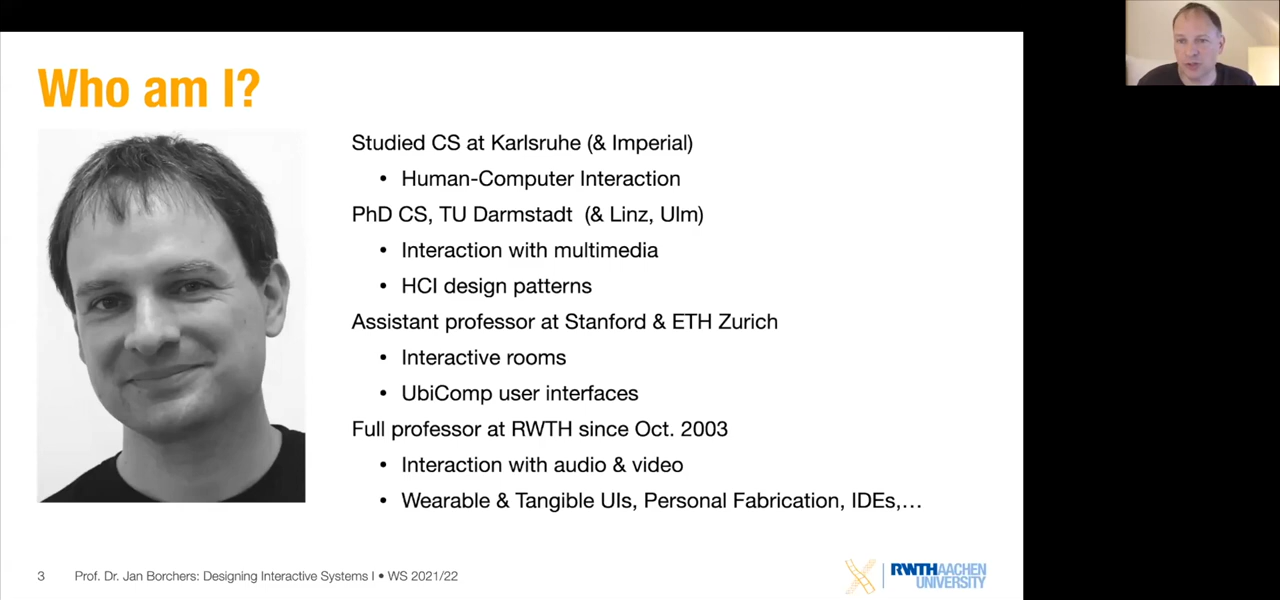 Who am I?
Studied CS at Karlsruhe (& Imperial)
• Human-Computer Interaction
PhD CS, TU Darmstadt (& Linz, Ulm)
• Interaction with multimedia
• HCI design patterns
Assistant professor at Stanford & ETH Zurich
• Interactive rooms
• UbiComp user interfaces
Full professor at RWTH since Oct. 2003
• Interaction with audio & video
• Wearable & Tangible UIs, Personal Fabrication, IDEs,…
3 Prof. Dr. Jan Borchers: Designing Interactive Systems I • WS 2021/22
RWTHAACHEN
UNIVERSITY